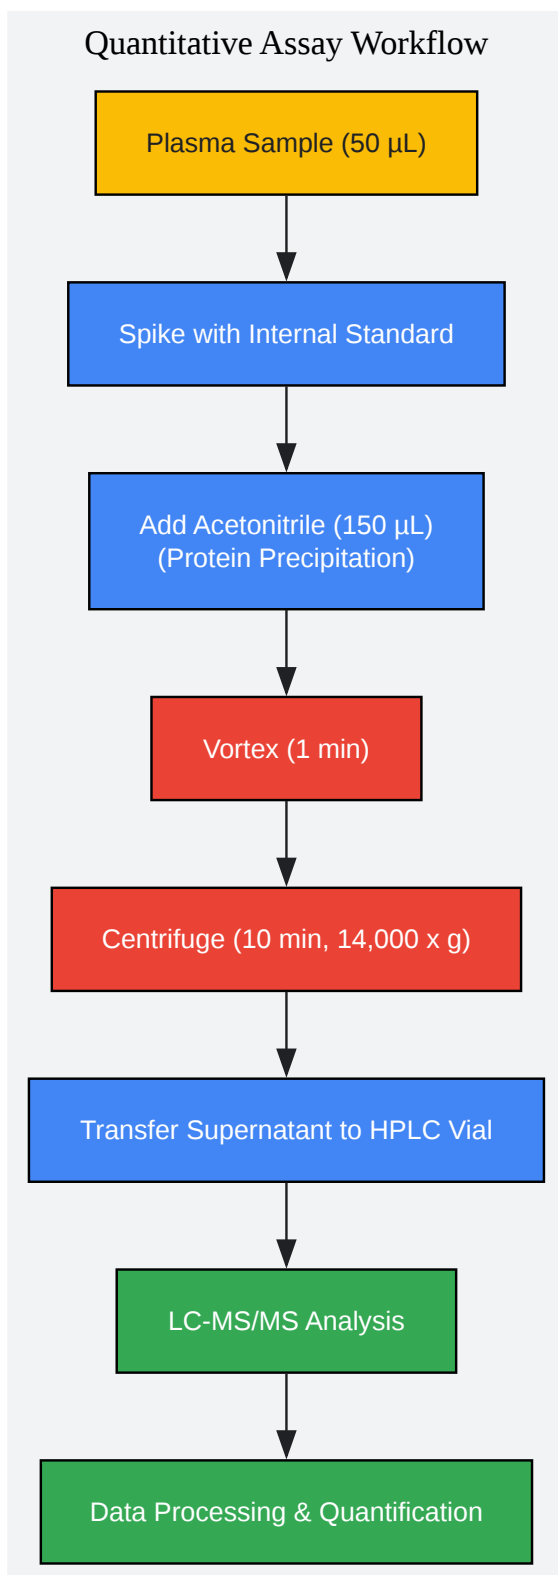 Quantitative Assay Workflow
Plasma Sample (50 µL)
Spike with Internal Standard
Add Acetonitrile (150 µL)
(Protein Precipitation)
Vortex (1 min)
Centrifuge (10 min, 14,000 x g)
Transfer Supernatant to HPLC Vial
LC-MS/MS Analysis
Data Processing & Quantification